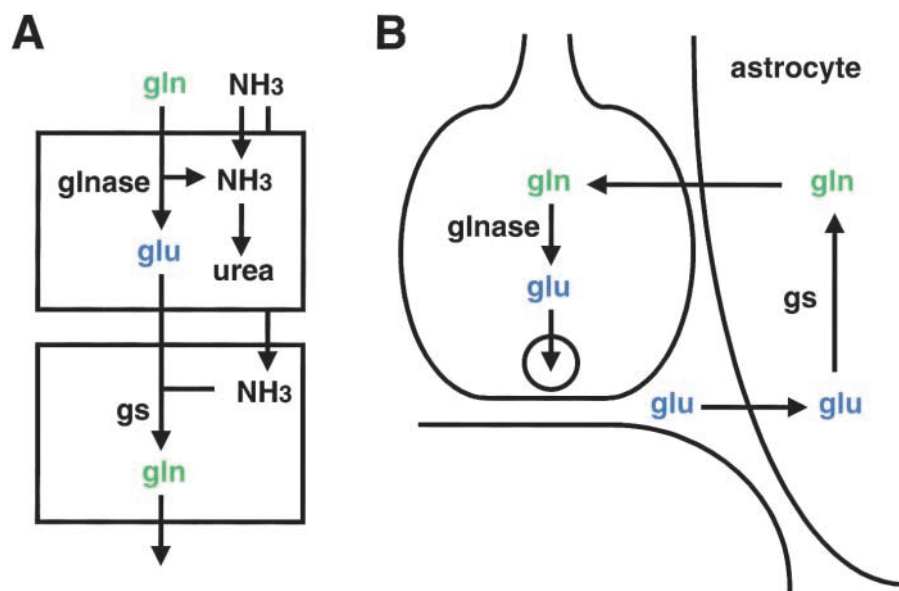 A
gln NH3
glnase NH3
glu urea
NH3
gs
gln
B
astrocyte
gln gln
glnase
glu
gs
glu glu